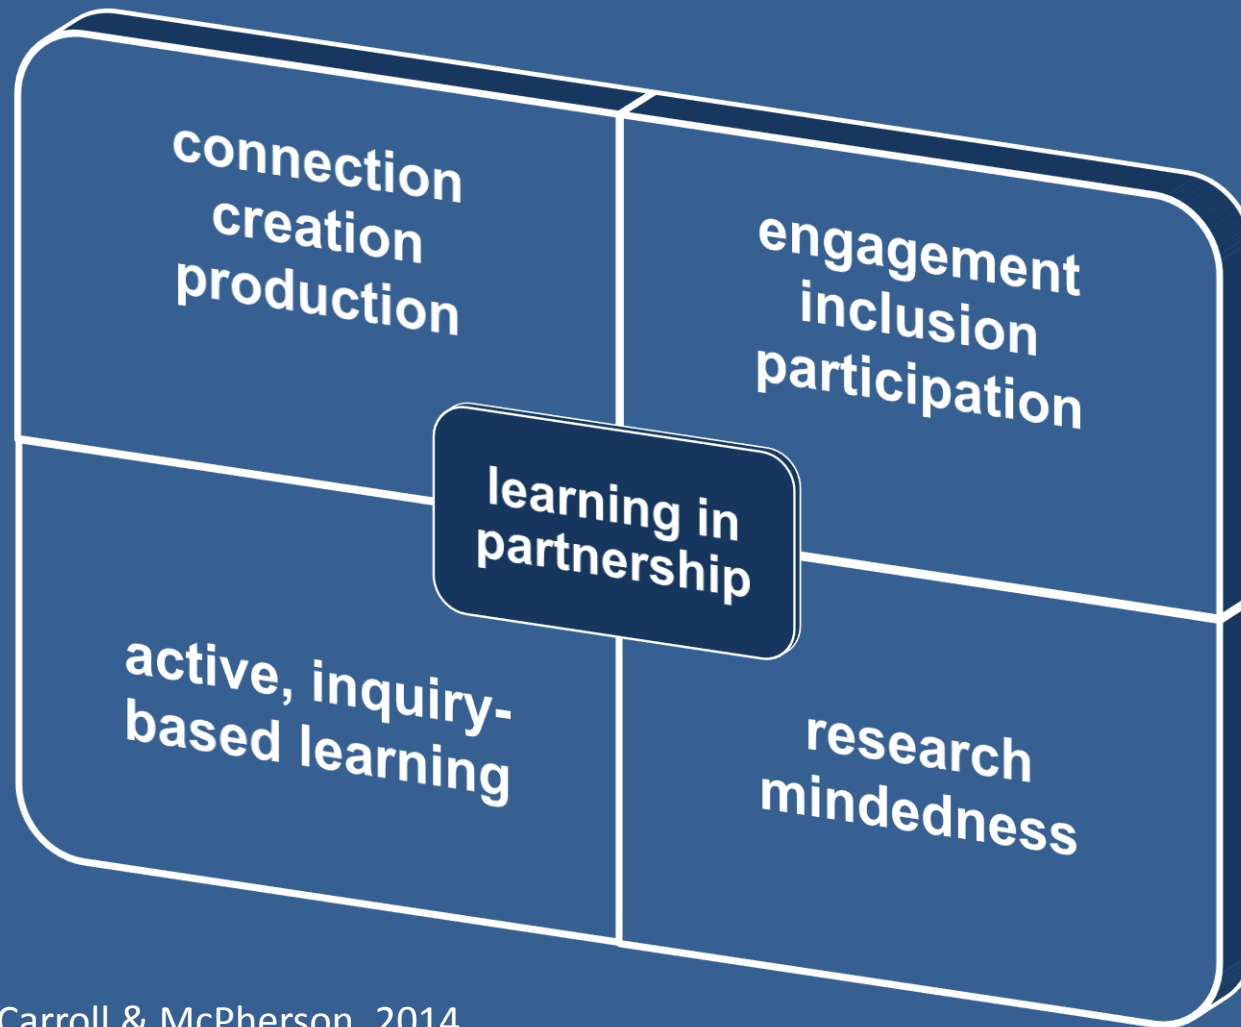 connection
creation
production
engagement
inclusion
participation
learning in
partnership
active, inquiry-
based learning
research
mindedness
Carroll & McPherson, 2014